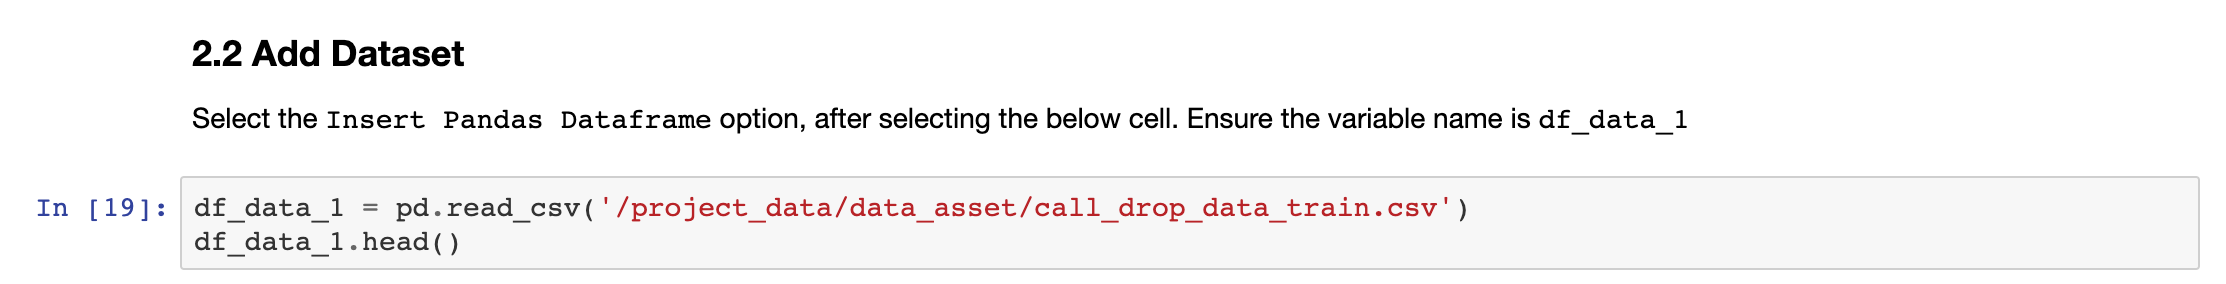 2.2 Add Dataset
Select the Insert Pandas Dataframe option, after selecting the below cell. Ensure the variable name is df_data_1
In [19]: df_data_1 = pd.read_csv('/project_data/data_asset/call_drop_data_train.csv')
df_data_1.head()